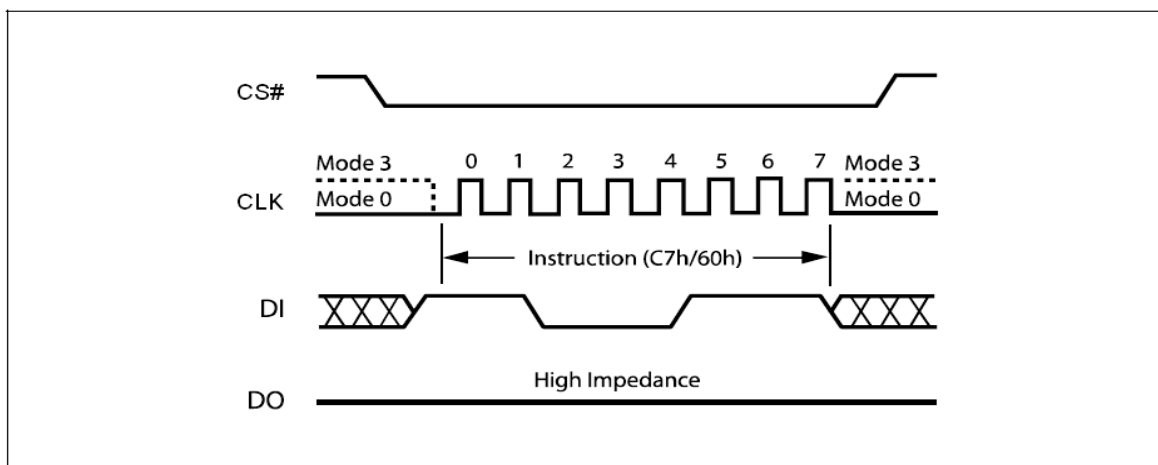 CS#
Mode 3 0 1 2 3 4 5 6 7 Mode 3
CLK Mode 0 Mode 0
Instruction (C7h/60h)
DI
High Impedance
DO